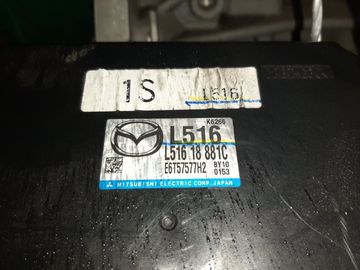 1S L516
K6266
L516
L516 18 881C
E6T57577H2 8Y10
0153
MITSUBISHI ELECTRIC CORP. JAPAN